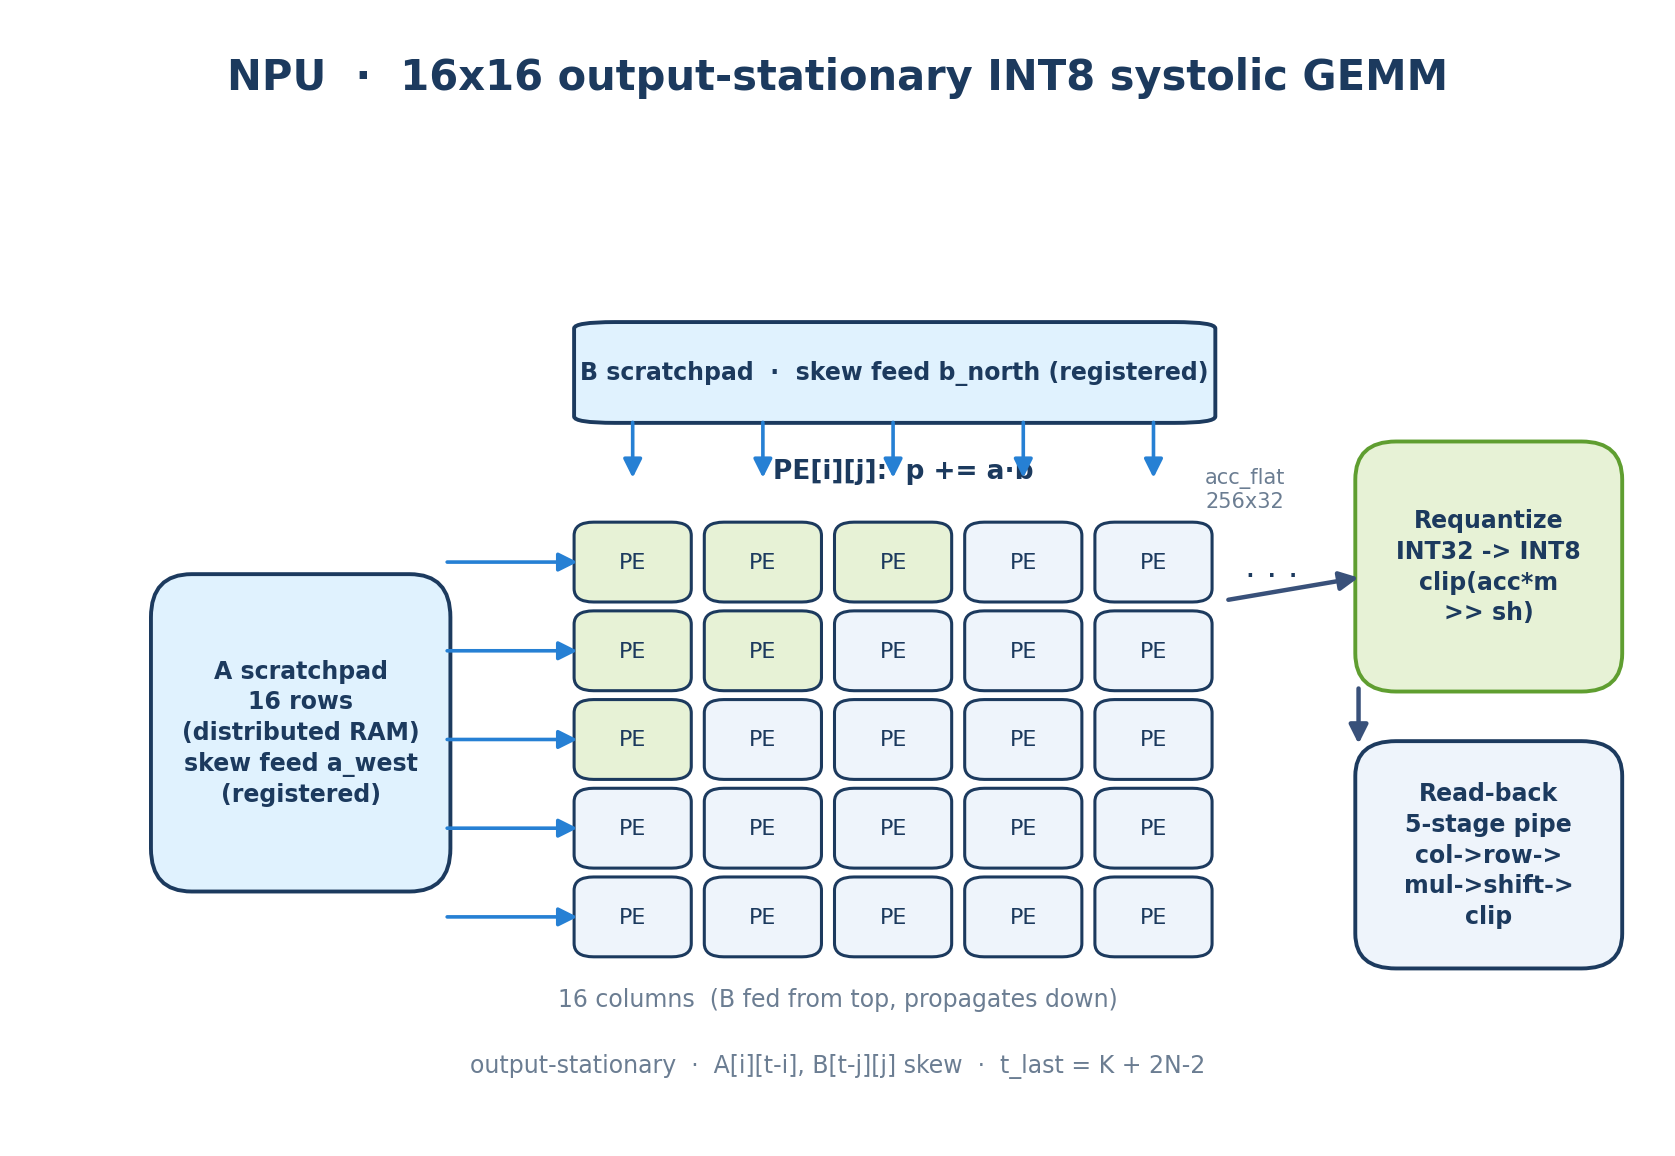 NPU · 16x16 output-stationary INT8 systolic GEMM
B scratchpad · skew feed b_north (registered)
PE[i][j]: p += a·b
acc_flat
256x32
PE PE PE PE PE
. . .
PE PE PE PE PE
PE PE PE PE PE
PE PE PE PE PE
PE PE PE PE PE
A scratchpad
16 rows
(distributed RAM)
skew feed a_west
(registered)
Requantize
INT32 -> INT8
clip(acc*m
>> sh)
Read-back
5-stage pipe
col->row->
mul->shift->
clip
16 columns (B fed from top, propagates down)
output-stationary · A[i][t-i], B[t-j][j] skew · t_last = K + 2N-2